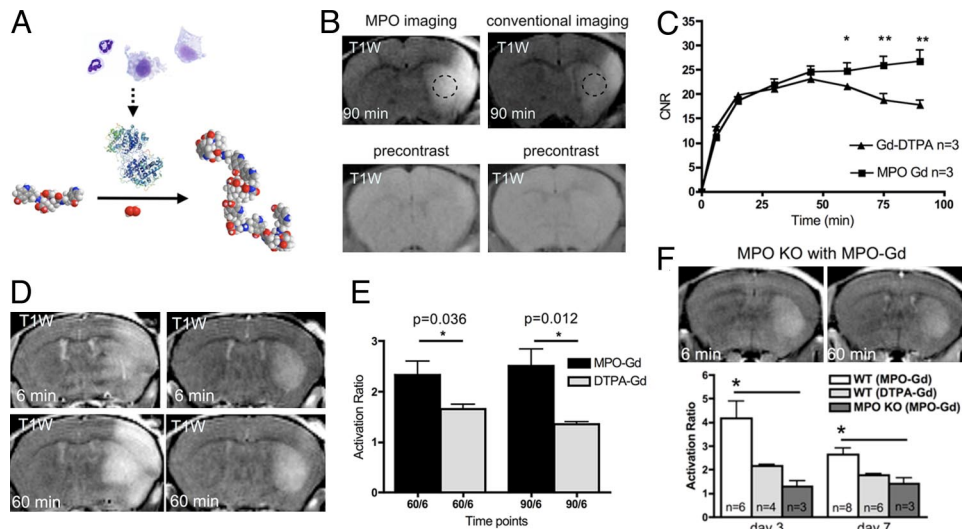 A
B
MPO imaging
conventional imaging
T1W
T1W
90 min
90 min
precontrast
precontrast
T1W
T1W
C
CNR
35
30
25
20
15
10
5
0
*
**
**
Gd-DTPA n=3
MPO Gd n=3
0
25
50
75
100
Time (min)
D
T1W
T1W
6 min
6 min
T1W
T1W
60 min
60 min
E
p=0.036
p=0.012
*
*
MPO-Gd
DTPA-Gd
Activation Ratio
3
2
1
0
60/6
60/6
90/6
90/6
Time points
F
MPO KO with MPO-Gd
6 min
60 min
WT (MPO-Gd)
WT (DTPA-Gd)
MPO KO (MPO-Gd)
*
*
Activation Ratio
6
5
4
3
2
1
0
n=6
n=4
n=3
n=8
n=6
n=3
day 3
day 7